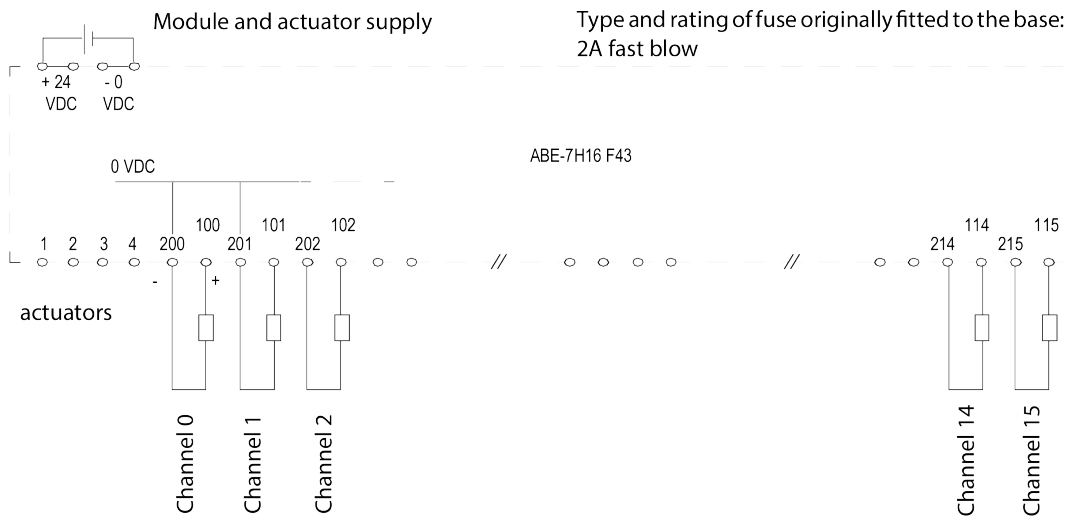 Module and actuator supply
Type and rating of fuse originally fitted to the base:
2A fast blow
+ 24 - 0
VDC VDC
ABE-7H16 F43
0 VDC
100 101 102 114 115
1 2 3 4 200 201 202 214 215
- +
actuators
Channel 0
Channel 1
Channel 2
Channel 14
Channel 15